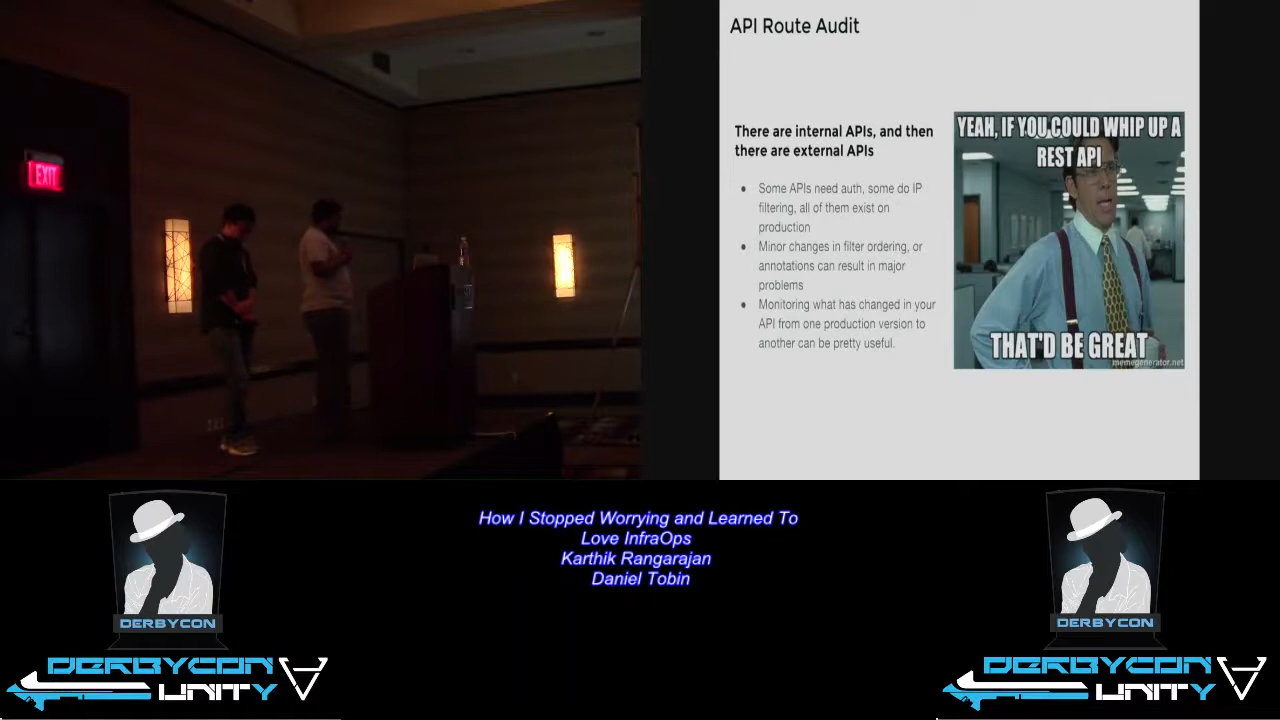 EXIT
API Route Audit
There are internal APIs, and then
there are external APIs
● Some APIs need auth, some do IP
filtering, all of them exist on
production
● Minor changes in filter ordering, or
annotations can result in major
problems
● Monitoring what has changed in your
API from one production version to
another can be pretty useful.
YEAH, IF YOU COULD WHIP UP A
REST API
THAT'D BE GREAT
memegenerator.net
How I Stopped Worrying and Learned To
Love InfraOps
Karthik Rangarajan
Daniel Tobin
DERBYCON
DERBYCON
UNITY
DERBYCON
DERBYCON
UNITY